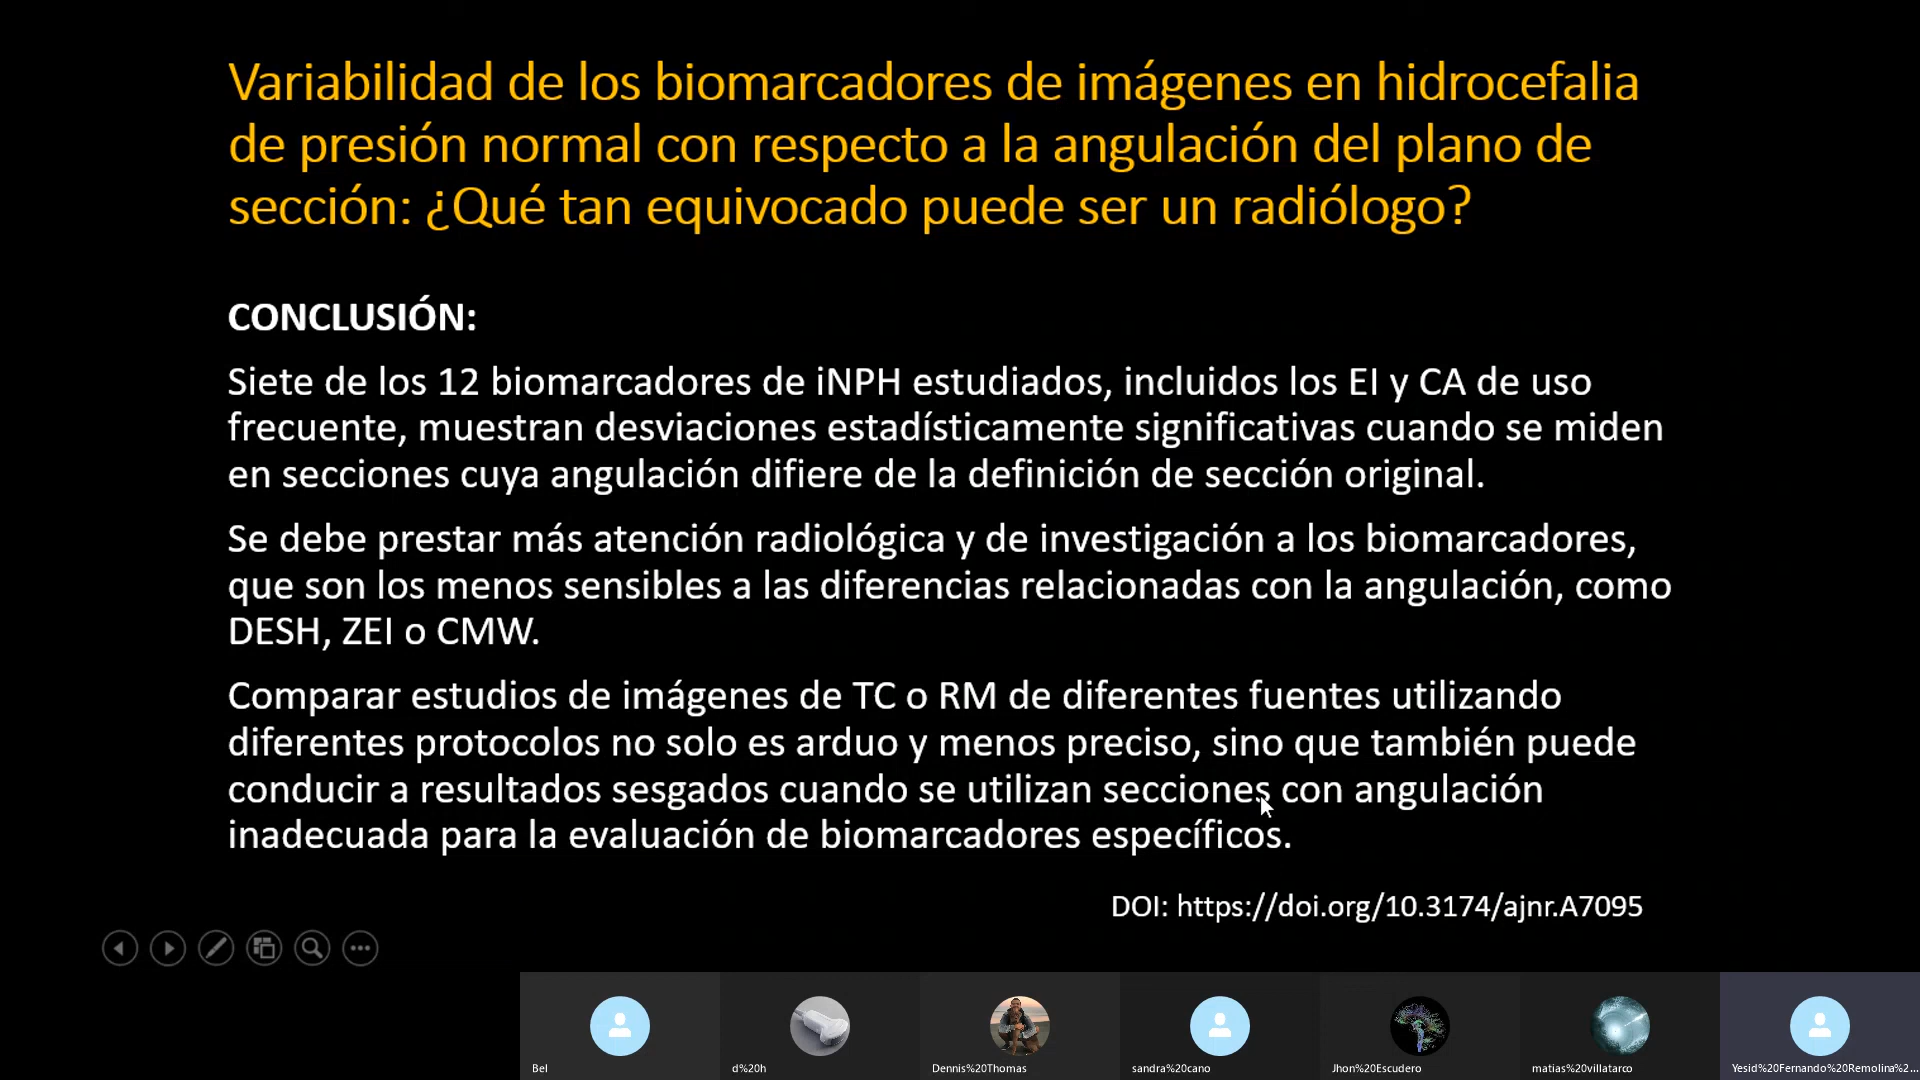 Variabilidad de los biomarcadores de imágenes en hidrocefalia
de presión normal con respecto a la angulación del plano de
sección: ¿Qué tan equivocado puede ser un radiólogo?
CONCLUSIÓN:
Siete de los 12 biomarcadores de iNPH estudiados, incluidos los EI y CA de uso
frecuente, muestran desviaciones estadísticamente significativas cuando se miden
en secciones cuya angulación difiere de la definición de sección original.
Se debe prestar más atención radiológica y de investigación a los biomarcadores,
que son los menos sensibles a las diferencias relacionadas con la angulación, como
DESH, ZEI o CMW.
Comparar estudios de imágenes de TC o RM de diferentes fuentes utilizando
diferentes protocolos no solo es arduo y menos preciso, sino que también puede
conducir a resultados sesgados cuando se utilizan secciones con angulación
inadecuada para la evaluación de biomarcadores específicos.
DOI: https://doi.org/10.3174/ajnr.A7095
Bel
d%20h
Dennis%20Thomas
sandra%20cano
Jhon%20Escudero
matias%20villatarco
Yesid%20Fernando%20Remolina%2...